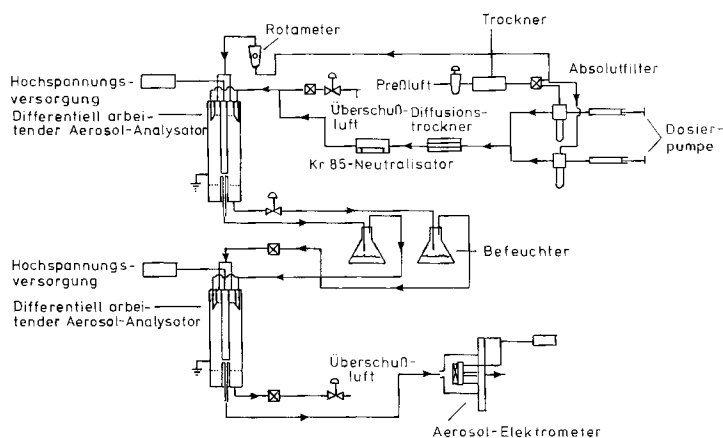 Rotameter
Trockner
Hochspannungs-
versorgung
Differentiell arbei-
tender Aerosol-Analysator
Preßluft
Absolutfilter
Überschuß-
luft
Diffusions-
trockner
Kr 85-Neutralisator
Dosier-
pumpe
Befeuchter
Hochspannungs-
versorgung
Differentiell arbei-
tender Aerosol-Analysator
Überschuß-
luft
Aerosol-Elektrometer